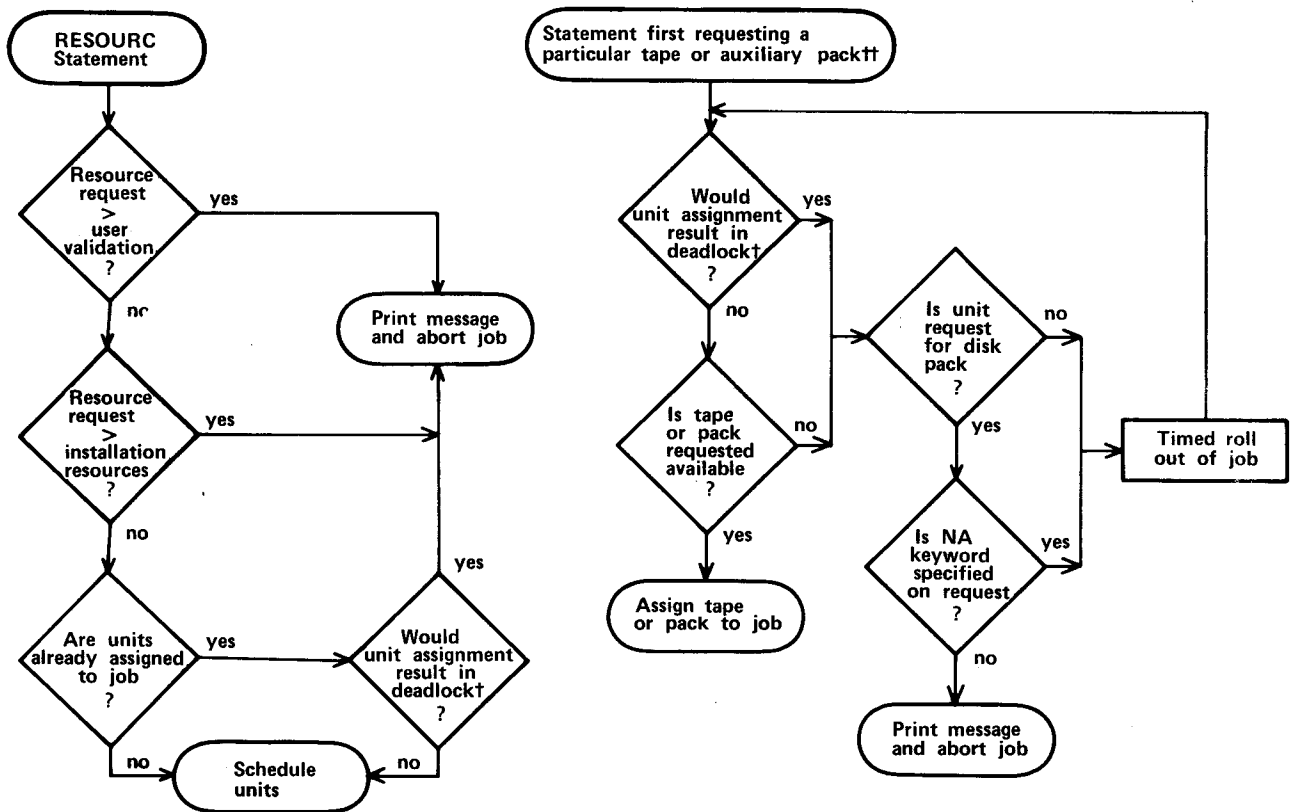 RESOURC
Statement
Resource
request
>
user
validation
?
yes
no
Print message
and abort job
Resource
request
>
installation
resources
?
yes
no
Are units
already assigned
to job
?
yes
no
Would
unit assignment
result in
deadlock†
?
yes
no
Schedule
units
Statement first requesting a
particular tape or auxiliary pack††
Would
unit assignment
result in
deadlock†
?
yes
no
Is tape
or pack
requested
available
?
no
yes
Assign tape
or pack to job
Is unit
request
for disk
pack
?
no
yes
Is NA
keyword
specified
on request
?
yes
no
Timed roll
out of job
Print message
and abort job